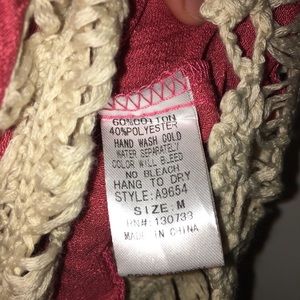 60%COTTON
40%POLYESTER
HAND WASH COLD
WATER SEPARATELY
COLOR WILL BLEED
NO BLEACH
HANG TO DRY
STYLE: A9654
SIZE: M
RN#: 130733
MADE IN CHINA